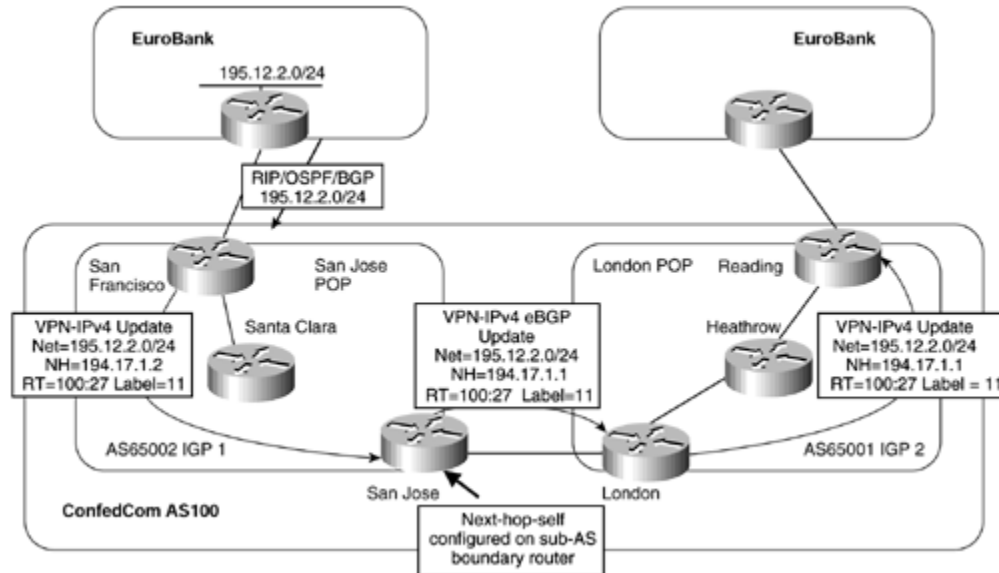 EuroBank
195.12.2.0/24
EuroBank
RIP/OSPF/BGP
195.12.2.0/24
San
Francisco
San Jose
POP
London POP
Reading
VPN-IPv4 Update
Net=195.12.2.0/24
NH=194.17.1.2
RT=100:27 Label=11
Santa Clara
VPN-IPv4 eBGP
Update
Net=195.12.2.0/24
NH=194.17.1.1
RT=100:27 Label=11
Heathrow
VPN-IPv4 Update
Net=195.12.2.0/24
NH=194.17.1.1
RT=100:27 Label = 11
AS65002 IGP 1
AS65001 IGP 2
San Jose
London
ConfedCom AS100
Next-hop-self
configured on sub-AS
boundary router